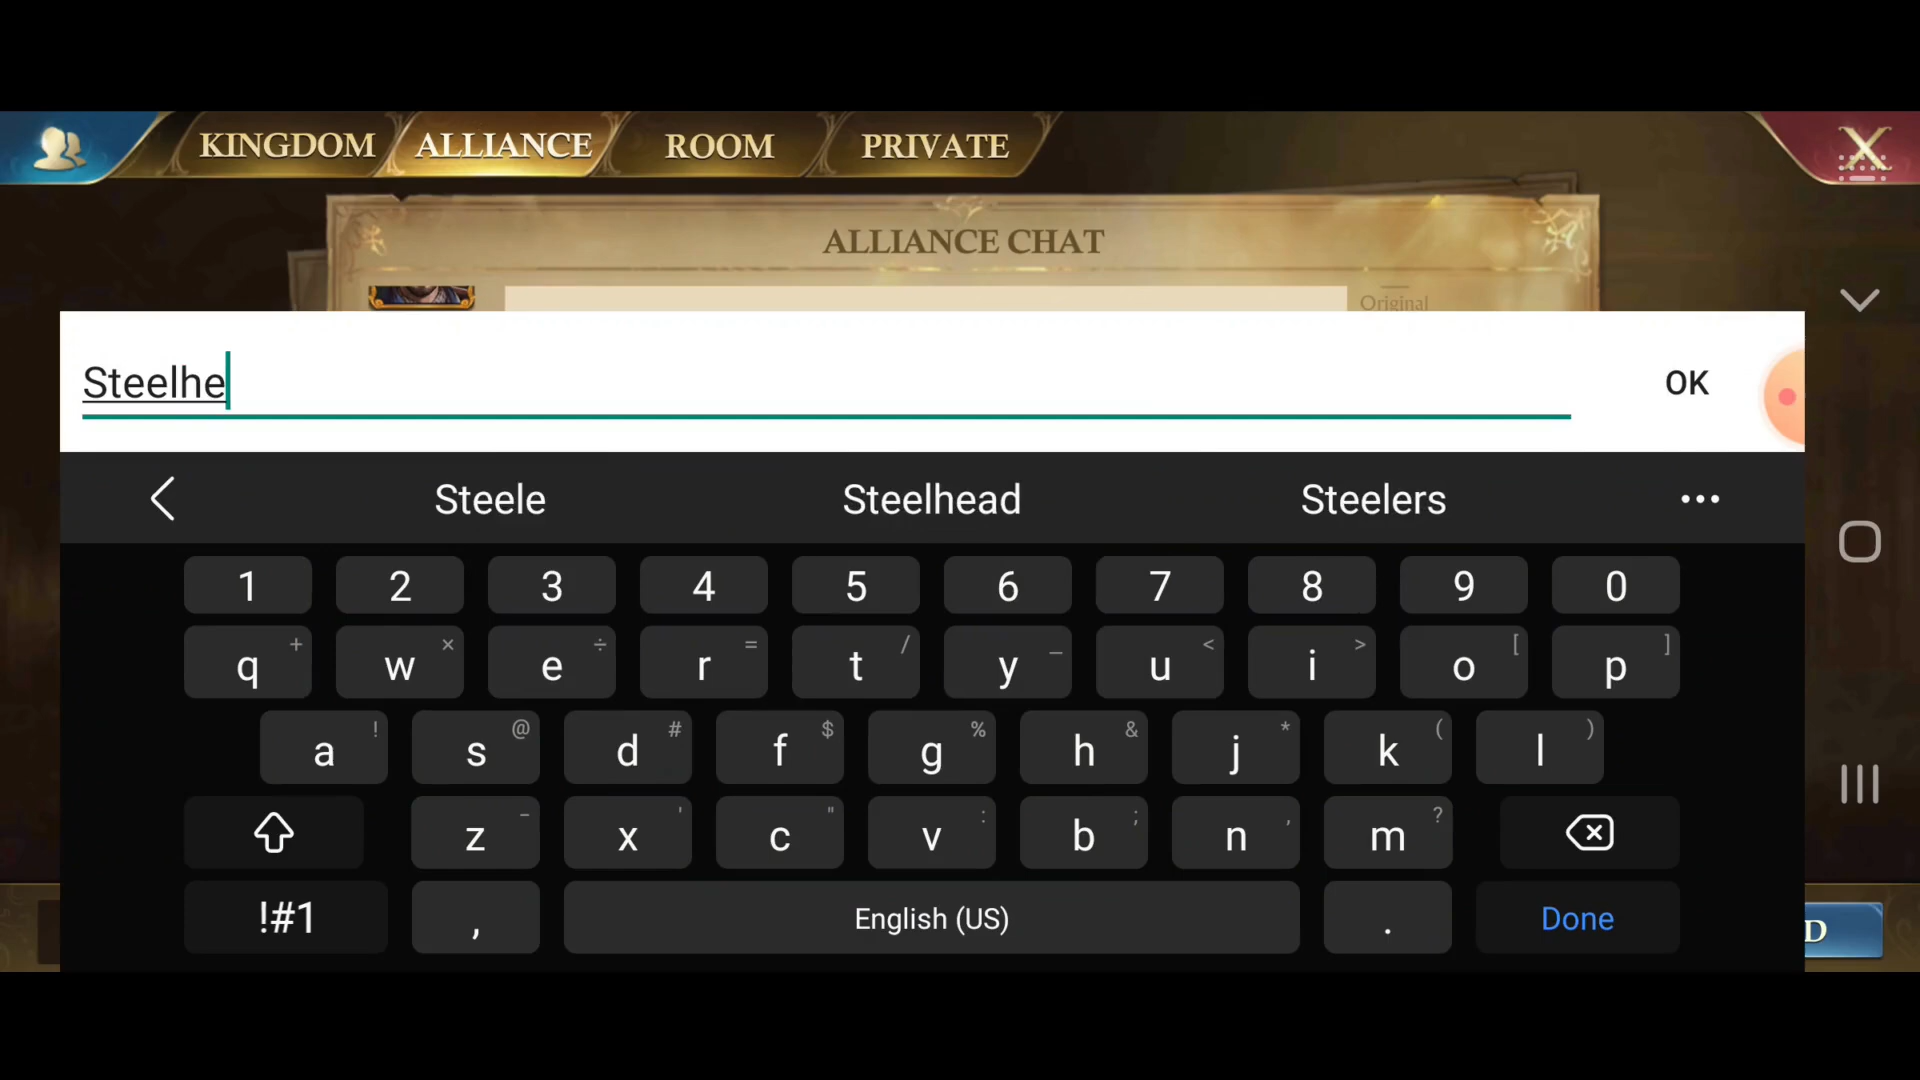 KINGDOM ALLIANCE ROOM PRIVATE X
ALLIANCE CHAT
Original
Steelhe OK
Steele Steelhead Steelers ...
1 2 3 4 5 6 7 8 9 0
+ × ÷ = / _ < > [ ]
q w e r t y u i o p
! @ # $ % & * ( )
a s d f g h j k l
- ' " : ; , ?
z x c v b n m
!#1 , English (US) . Done
D